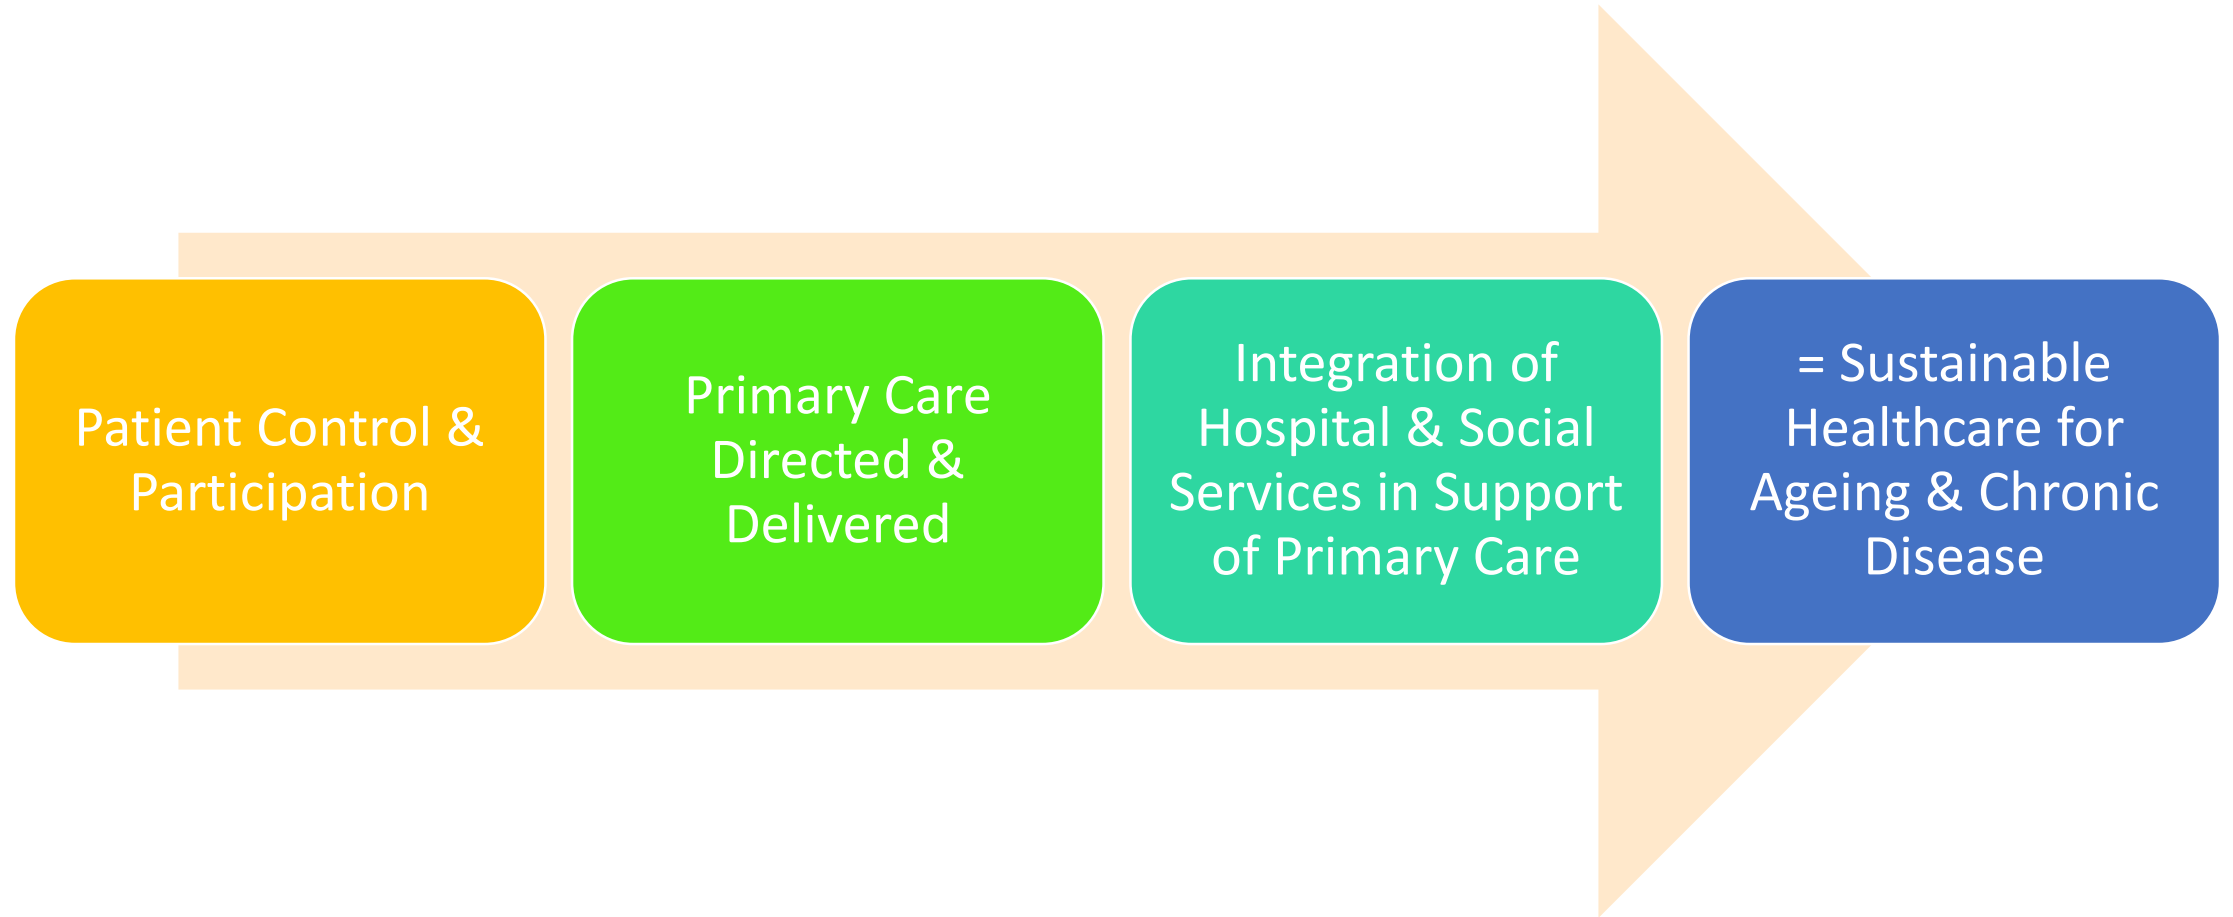 Patient Control &
Participation
Primary Care
Directed &
Delivered
Integration of
Hospital & Social
Services in Support
of Primary Care
= Sustainable
Healthcare for
Ageing & Chronic
Disease